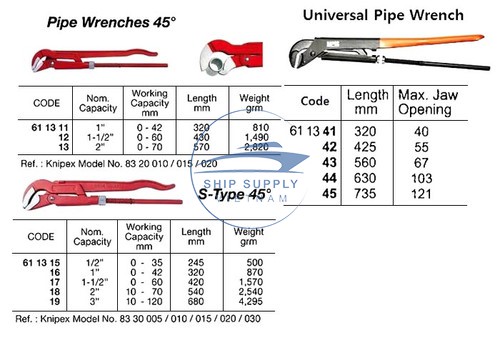 Pipe Wrenches 45°
CODE Nom. Capacity Working Capacity mm Length mm Weight grm
61 13 11 1" 0 - 42 320 810
12 1-1/2" 0 - 60 430 1,490
13 2" 0 - 70 570 2,820
Ref. : Knipex Model No. 83 20 010 / 015 / 020
S-Type 45°
CODE Nom. Capacity Working Capacity mm Length mm Weight grm
61 13 15 1/2" 0 - 35 245 500
16 1" 0 - 42 320 870
17 1-1/2" 0 - 60 420 1,570
18 2" 10 - 70 540 2,540
19 3" 10 - 120 680 4,295
Ref. : Knipex Model No. 83 30 005 / 010 / 015 / 020 / 030
Universal Pipe Wrench
Code Length mm Max. Jaw Opening
61 13 41 320 40
42 425 55
43 560 67
44 630 103
45 735 121
SHIP SUPPLY
VIETNAM